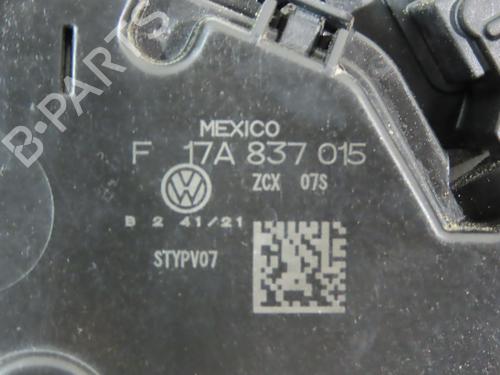 B-PARTS
MEXICO
F 17A 837 015
ZCX 07S
B 2 41/21
STYPV07